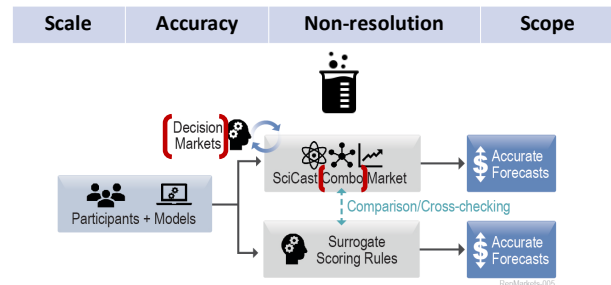 Scale Accuracy Non-resolution Scope
Decision
Markets
SciCast Combo Market
Accurate
Forecasts
Participants + Models
Comparison/Cross-checking
Surrogate
Scoring Rules
Accurate
Forecasts